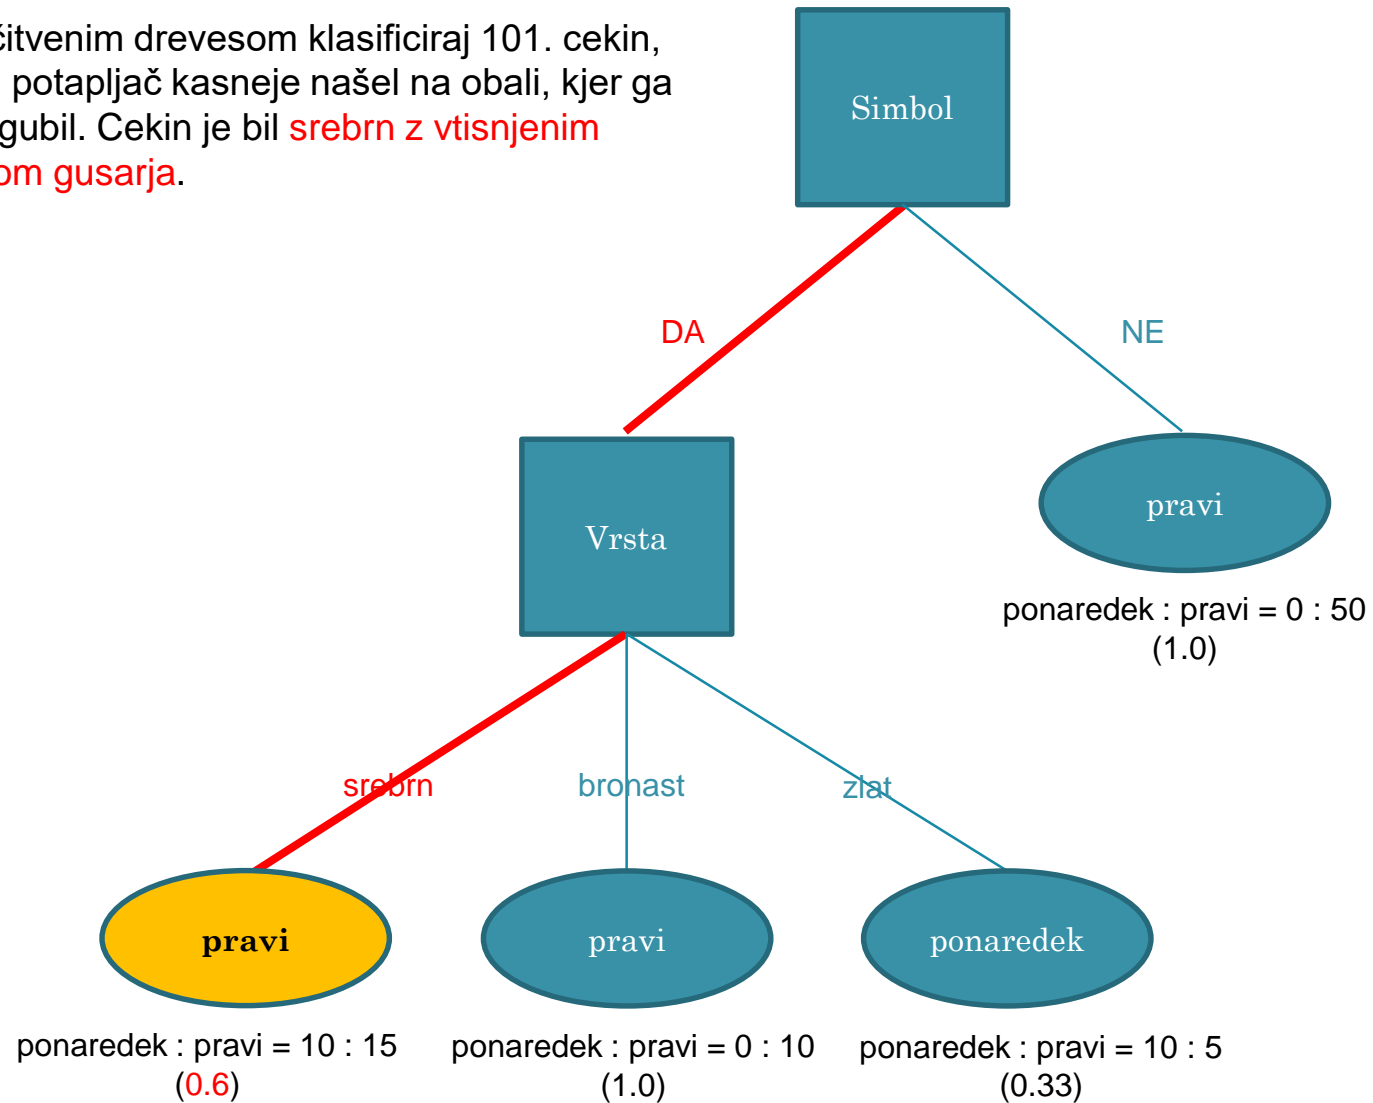 čitvenim drevesom klasificiraj 101. cekin,
potapljač kasneje našel na obali, kjer ga
gubil. Cekin je bil srebrn z vtisnjenim
om gusarja.
Simbol
DA
NE
Vrsta
pravi
ponaredek : pravi = 0 : 50
(1.0)
srebrn
bronast
zlat
pravi
pravi
ponaredek
ponaredek : pravi = 10 : 15
(0.6)
ponaredek : pravi = 0 : 10
(1.0)
ponaredek : pravi = 10 : 5
(0.33)